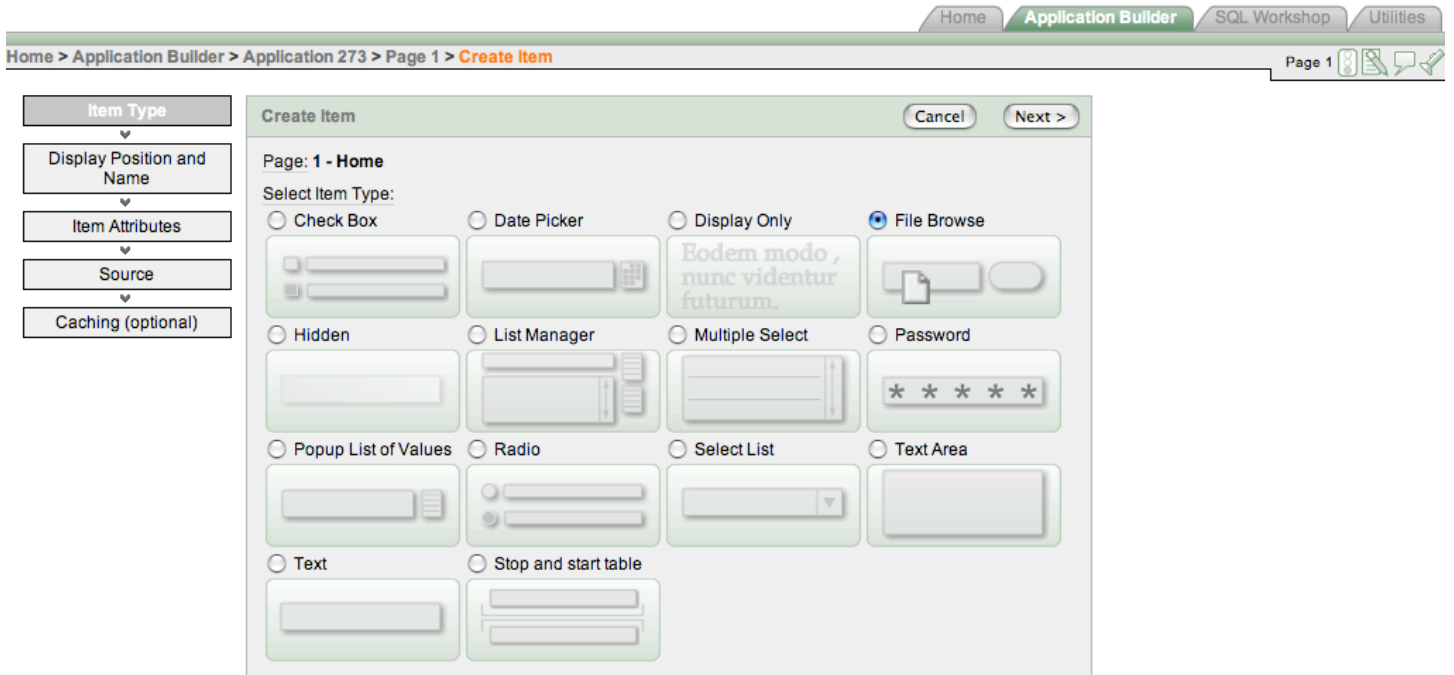 Home Application Builder SQL Workshop Utilities
Home > Application Builder > Application 273 > Page 1 > Create Item
Page 1
Item Type
Display Position and
Name
Item Attributes
Source
Caching (optional)
Create Item
Cancel Next >
Page: 1 - Home
Select Item Type:
Check Box Date Picker Display Only File Browse
Eodem modo ,
nunc videntur
futurum.
Hidden List Manager Multiple Select Password
* * * * *
Popup List of Values Radio Select List Text Area
Text Stop and start table